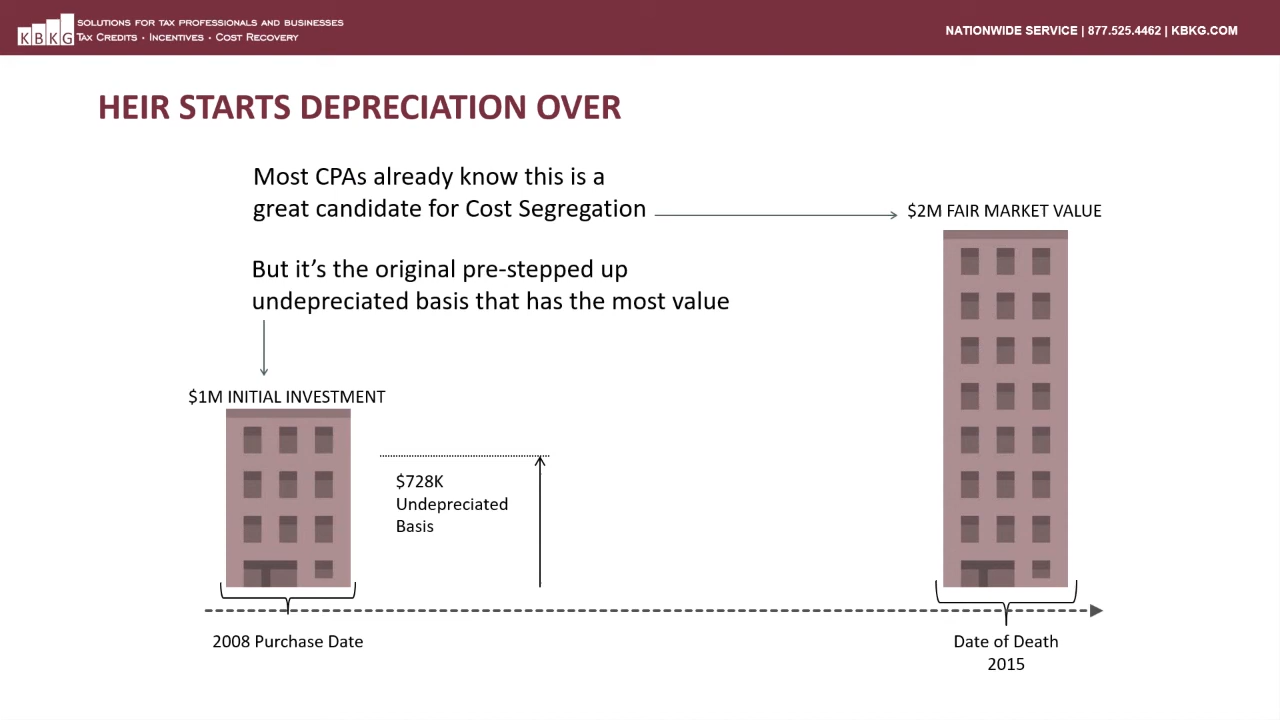 KBKG
SOLUTIONS FOR TAX PROFESSIONALS AND BUSINESSES
TAX CREDITS · INCENTIVES · COST RECOVERY
NATIONWIDE SERVICE | 877.525.4462 | KBKG.COM
HEIR STARTS DEPRECIATION OVER
Most CPAs already know this is a
great candidate for Cost Segregation
$2M FAIR MARKET VALUE
But it's the original pre-stepped up
undepreciated basis that has the most value
$1M INITIAL INVESTMENT
$728K
Undepreciated
Basis
2008 Purchase Date
Date of Death
2015